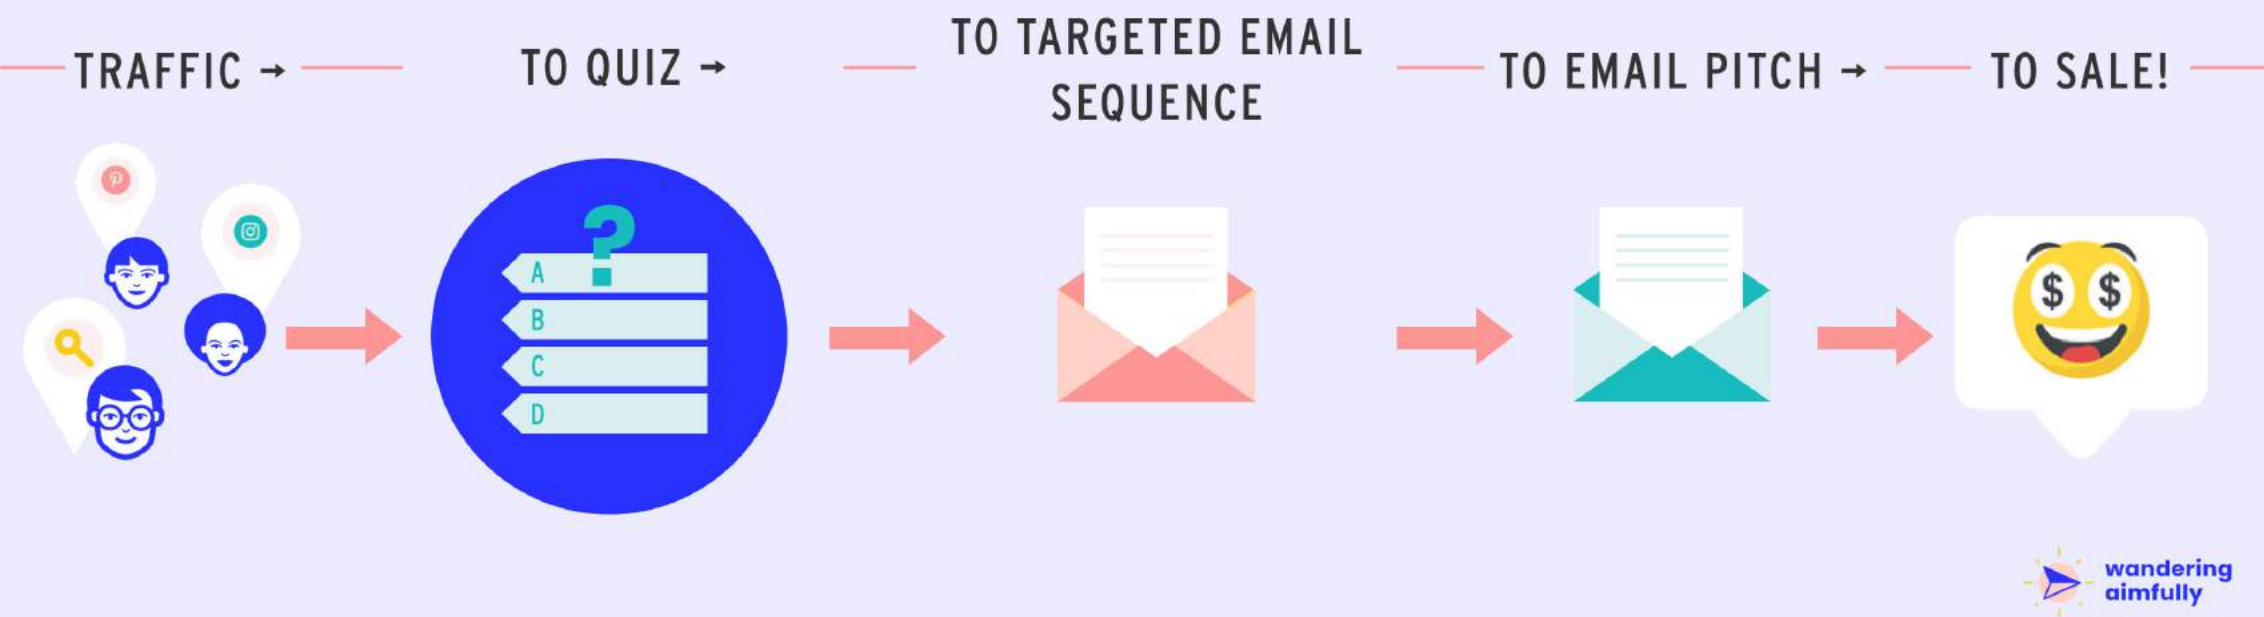 TRAFFIC →
TO QUIZ →
TO TARGETED EMAIL
SEQUENCE
TO EMAIL PITCH →
TO SALE!
?
A
B
C
D
$ $
wandering
aimfully